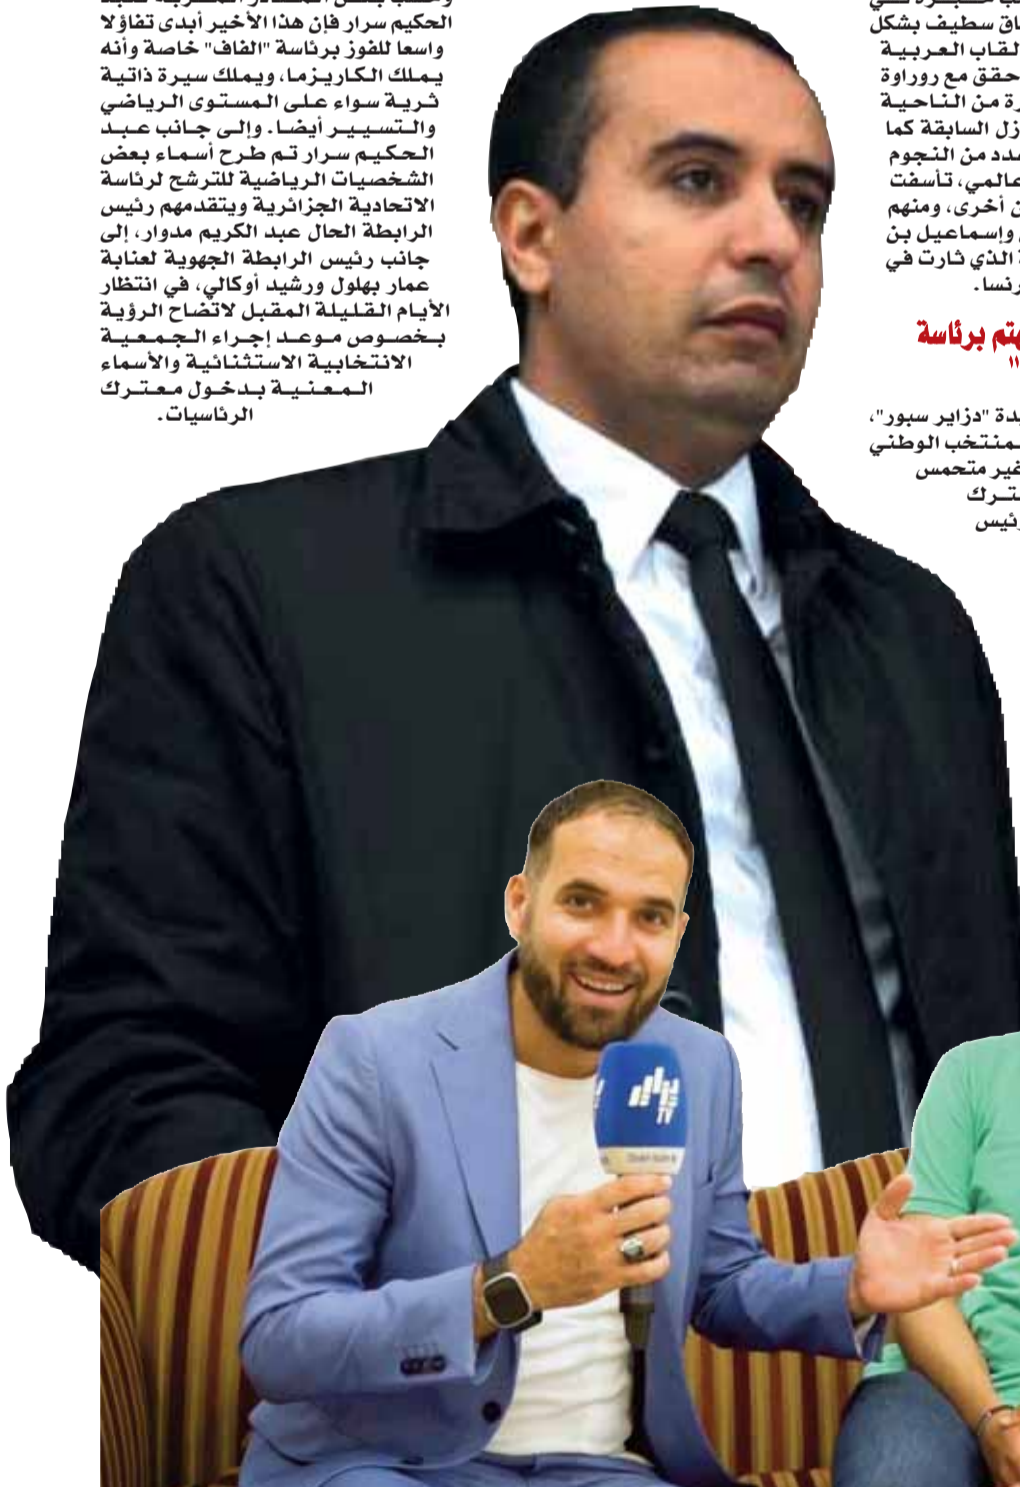 لقاب العربية
حقق مع روراوة
رة من الناحية
زل السابقة كما
دد من النجوم
عالمي، تأسفت
ن أخرى، ومنهم
وإسماعيل بن
ة الذي ثارت في
رنسا.
هتم برئاسة
"
يدة "دزاير سبور"،
لمنتخب الوطني
غير متحمس
ـترك
رئيس
الحكيم سرار فإن هذا الأخير أبدى تفاؤلا
واسعا للفوز برئاسة "الفاف" خاصة وأنه
يملك الكاريزما، ويملك سيرة ذاتية
ثرية سواء على المستوى الرياضي
والتسيير أيضا. وإلى جانب عبد
الحكيم سرار تم طرح أسماء بعض
الشخصيات الرياضية للترشح لرئاسة
الاتحادية الجزائرية ويتقدمهم رئيس
الرابطة الحال عبد الكريم مدوار، إلى
جانب رئيس الرابطة الجهوية لعنابة
عمار بهلول ورشيد أوكالي، في انتظار
الأيام القليلة المقبل لاتضاح الرؤية
بخصوص موعد إجراء الجمعية
الانتخابية الاستثنائية والأسماء
المعنية بدخول معترك
الرئاسيات.
TV